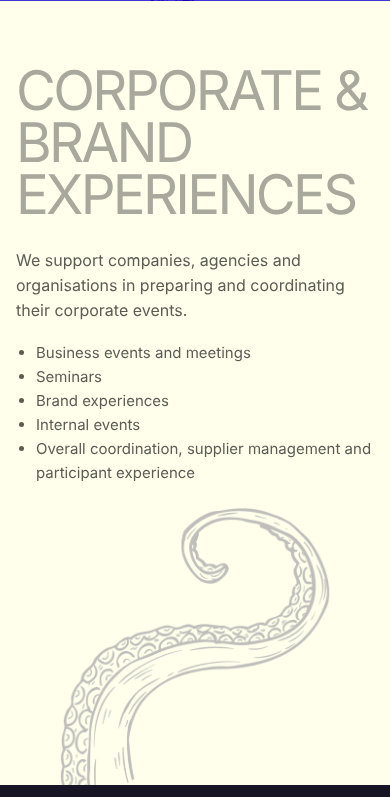 CORPORATE &
BRAND
EXPERIENCES
We support companies, agencies and
organisations in preparing and coordinating
their corporate events.
• Business events and meetings
• Seminars
• Brand experiences
• Internal events
• Overall coordination, supplier management and
participant experience